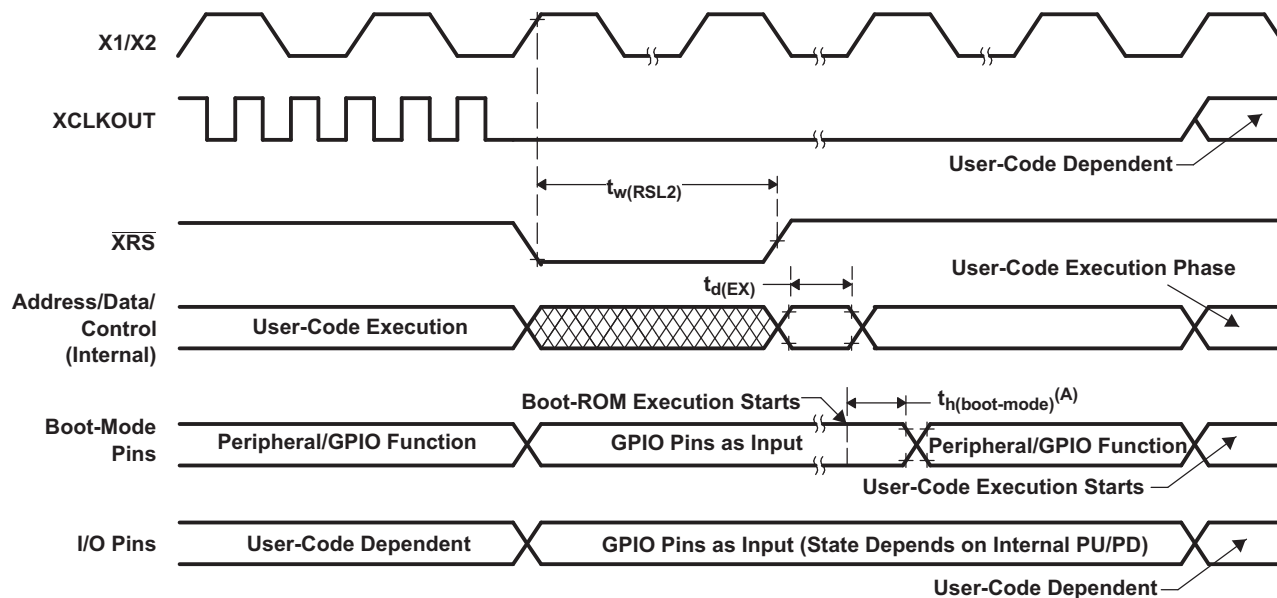 X1/X2
XCLKOUT
User-Code Dependent
tw(RSL2)
XRS
User-Code Execution Phase
td(EX)
Address/Data/
Control
(Internal)
User-Code Execution
Boot-ROM Execution Starts
th(boot-mode)(A)
Boot-Mode
Pins
Peripheral/GPIO Function
GPIO Pins as Input
Peripheral/GPIO Function
User-Code Execution Starts
I/O Pins
User-Code Dependent
GPIO Pins as Input (State Depends on Internal PU/PD)
User-Code Dependent